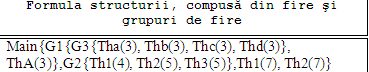 Formula structurii, compusă din fire şi
grupuri de fire
Main{G1{G3{Tha(3), Thb(3), Thc(3), Thd(3)},
ThA(3)},G2{Th1(4), Th2(5), Th3(5)},Th1(7), Th2(7)}